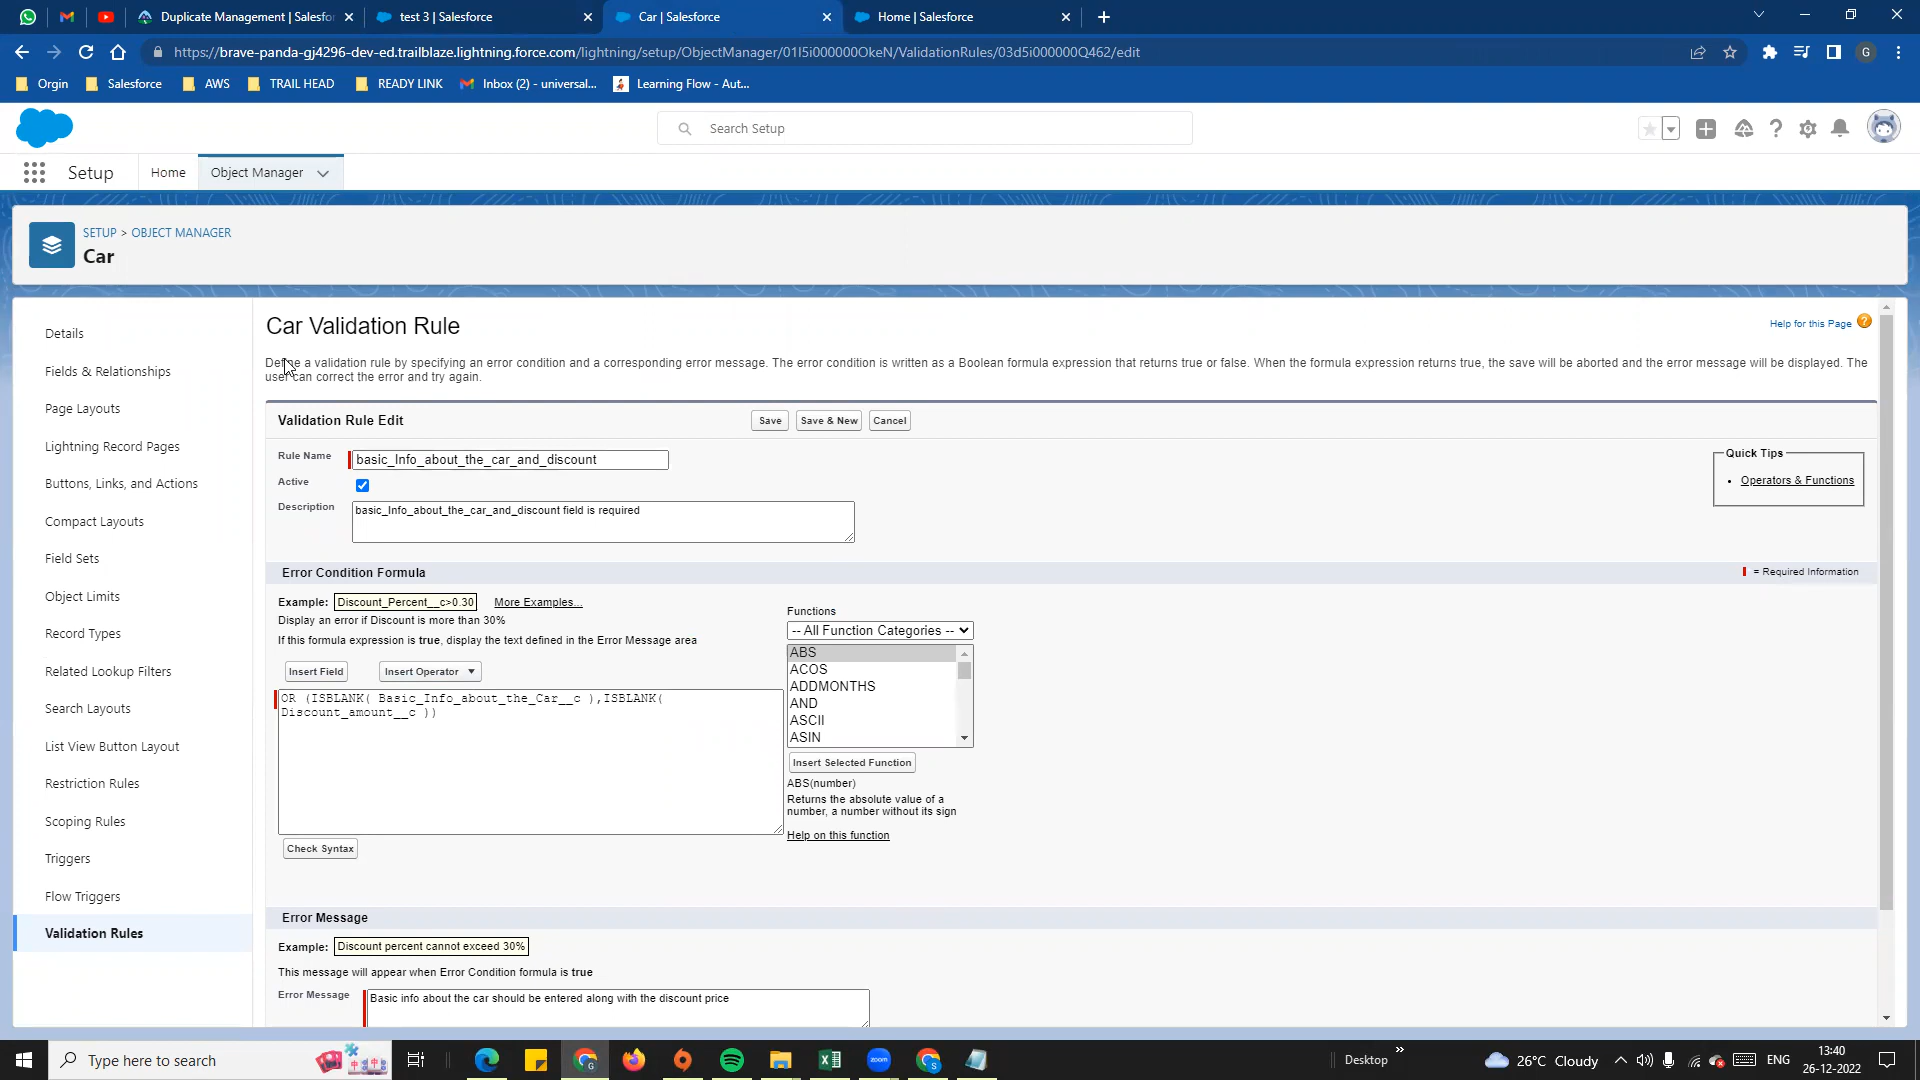 Duplicate Management | Salesfor
test 3 | Salesforce
Car | Salesforce
Home | Salesforce
https://brave-panda-gj4296-dev-ed.trailblaze.lightning.force.com/lightning/setup/ObjectManager/01I5i000000OkeN/ValidationRules/03d5i000000Q462/edit
G
Orgin
Salesforce
AWS
TRAIL HEAD
READY LINK
Inbox (2) - universal...
Learning Flow - Aut...
Search Setup
Setup
Home
Object Manager
SETUP > OBJECT MANAGER
Car
Details
Fields & Relationships
Page Layouts
Lightning Record Pages
Buttons, Links, and Actions
Compact Layouts
Field Sets
Object Limits
Record Types
Related Lookup Filters
Search Layouts
List View Button Layout
Restriction Rules
Scoping Rules
Triggers
Flow Triggers
Validation Rules
Car Validation Rule
Help for this Page
Define a validation rule by specifying an error condition and a corresponding error message. The error condition is written as a Boolean formula expression that returns true or false. When the formula expression returns true, the save will be aborted and the error message will be displayed. The
user can correct the error and try again.
Validation Rule Edit
Save
Save & New
Cancel
Rule Name
basic_Info_about_the_car_and_discount
Active
Description
basic_Info_about_the_car_and_discount field is required
Quick Tips
• Operators & Functions
Error Condition Formula
= Required Information
Example: Discount_Percent__c>0.30 More Examples...
Display an error if Discount is more than 30%
If this formula expression is true, display the text defined in the Error Message area
Insert Field
Insert Operator
OR (ISBLANK( Basic_Info_about_the_Car__c ),ISBLANK(
Discount_amount__c ))
Check Syntax
Functions
-- All Function Categories --
ABS
ACOS
ADDMONTHS
AND
ASCII
ASIN
Insert Selected Function
ABS(number)
Returns the absolute value of a
number, a number without its sign
Help on this function
Error Message
Example: Discount percent cannot exceed 30%
This message will appear when Error Condition formula is true
Error Message
Basic info about the car should be entered along with the discount price
Type here to search
Desktop
26°C Cloudy
ENG
13:40
26-12-2022